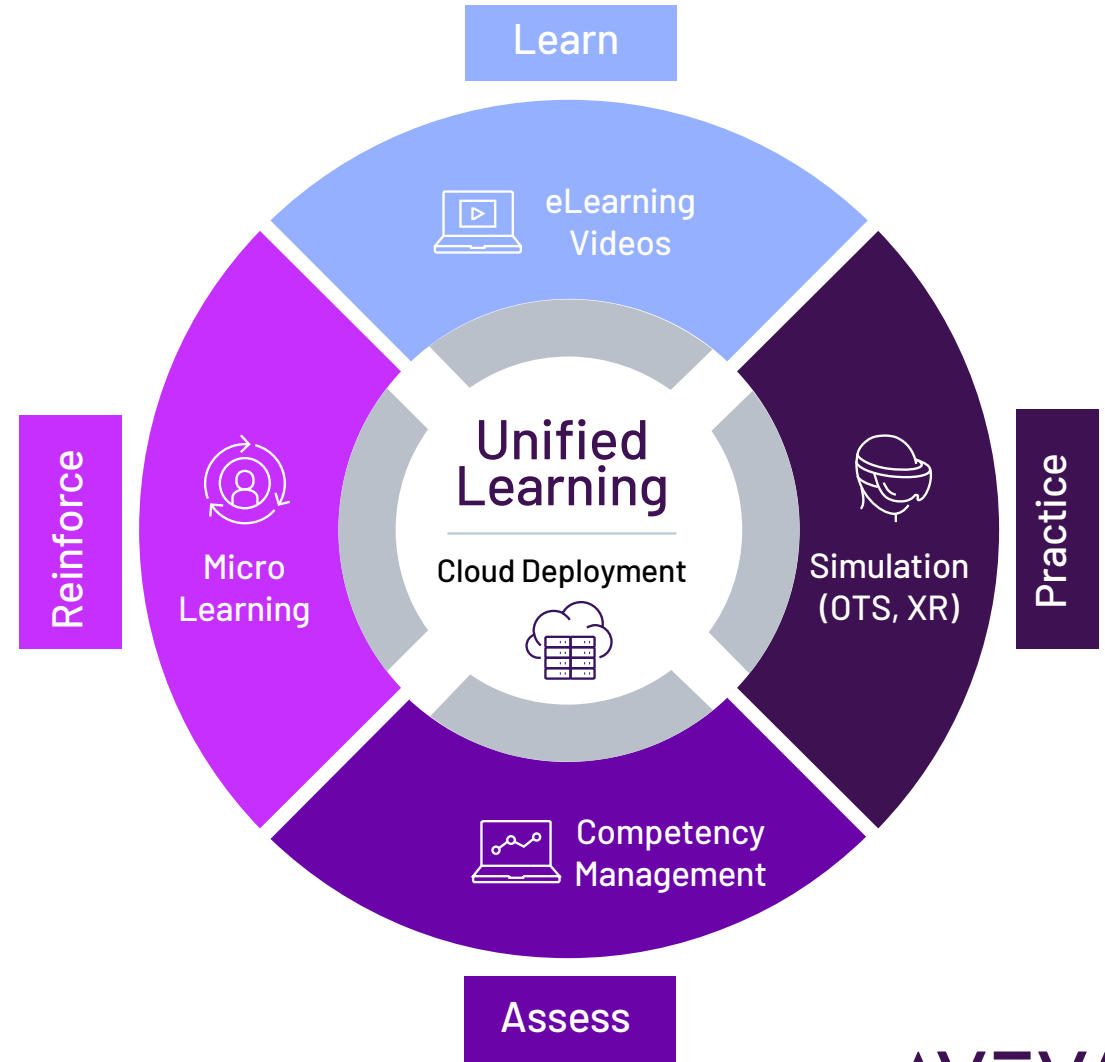 Learn
eLearning
Videos
Unified
Learning
Cloud Deployment
Reinforce
Micro
Learning
Simulation
(OTS, XR)
Practice
Competency
Management
Assess